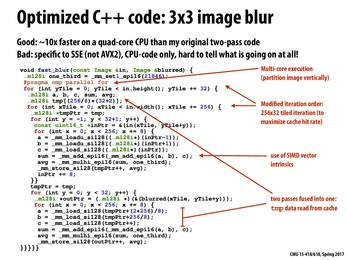 Optimized C++ code: 3x3 image blur
Good: ~10x faster on a quad-core CPU than my original two-pass code
Bad: specific to SSE (not AVX2), CPU-code only, hard to tell what is going on at all!
void fast_blur(const Image &in, Image &blurred) {
_m128i one_third = _mm_set1_epi16(21846);
#pragma omp parallel for
for (int yTile = 0; yTile < in.height(); yTile += 32) {
_m128i a, b, c, sum, avg;
_m128i tmp[(256/8)*(32+2)];
for (int xTile = 0; xTile < in.width(); xTile += 256) {
_m128i *tmpPtr = tmp;
for (int y = -1; y < 32+1; y++) {
const uint16_t *inPtr = &(in(xTile, yTile+y));
for (int x = 0; x < 256; x += 8) {
a = _mm_loadu_si128((_m128i*)(inPtr-1));
b = _mm_loadu_si128((_m128i*)(inPtr+1));
c = _mm_load_si128((_m128i*)(inPtr));
sum = _mm_add_epi16(_mm_add_epi16(a, b), c);
avg = _mm_mulhi_epi16(sum, one_third);
_mm_store_si128(tmpPtr++, avg);
inPtr += 8;
}}
tmpPtr = tmp;
for (int y = 0; y < 32; y++) {
_m128i *outPtr = (_m128i *)(&(blurred(xTile, yTile+y)));
for (int x = 0; x < 256; x += 8) {
a = _mm_load_si128(tmpPtr+(2*256)/8);
b = _mm_load_si128(tmpPtr+256/8);
c = _mm_load_si128(tmpPtr++);
sum = _mm_add_epi16(_mm_add_epi16(a, b), c);
avg = _mm_mulhi_epi16(sum, one_third);
_mm_store_si128(outPtr++, avg);
}}}}}
Multi-core execution
(partition image vertically)
Modified iteration order:
256x32 tiled iteration (to
maximize cache hit rate)
use of SIMD vector
intrinsics
two passes fused into one:
tmp data read from cache
CMU 15-418/618, Spring 2017